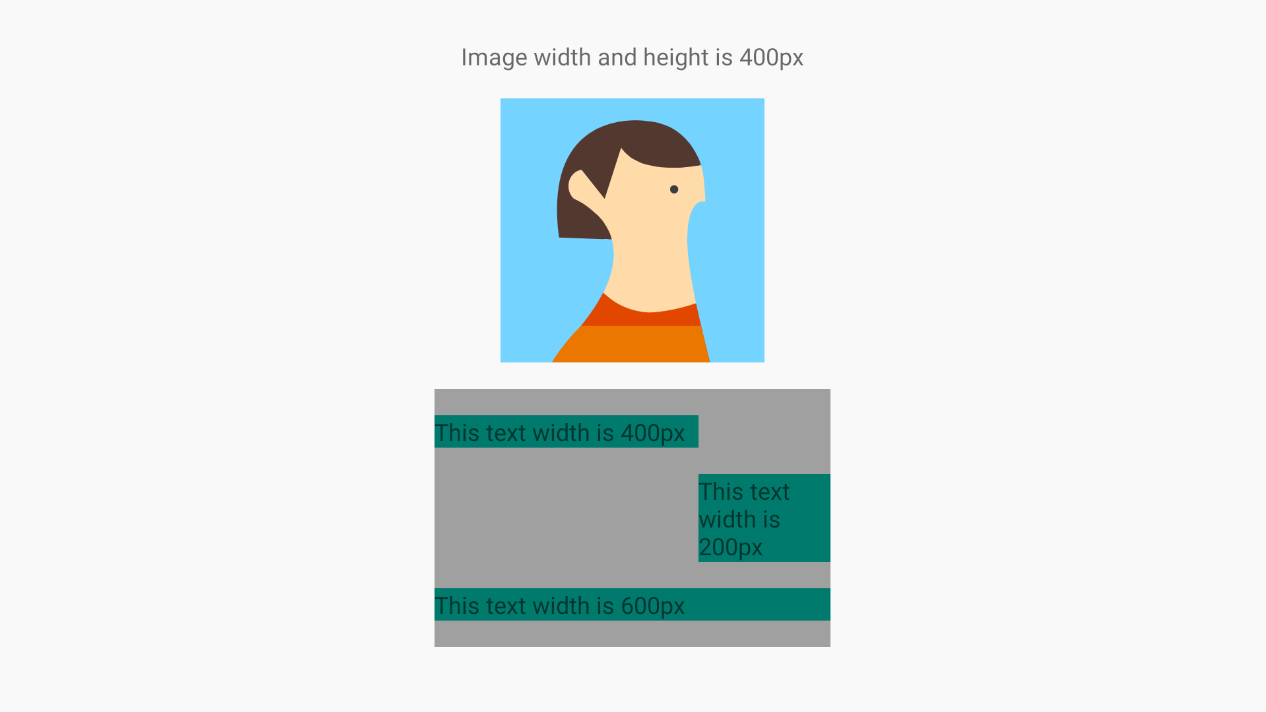 Image width and height is 400px
This text width is 400px
This text
width is
200px
This text width is 600px